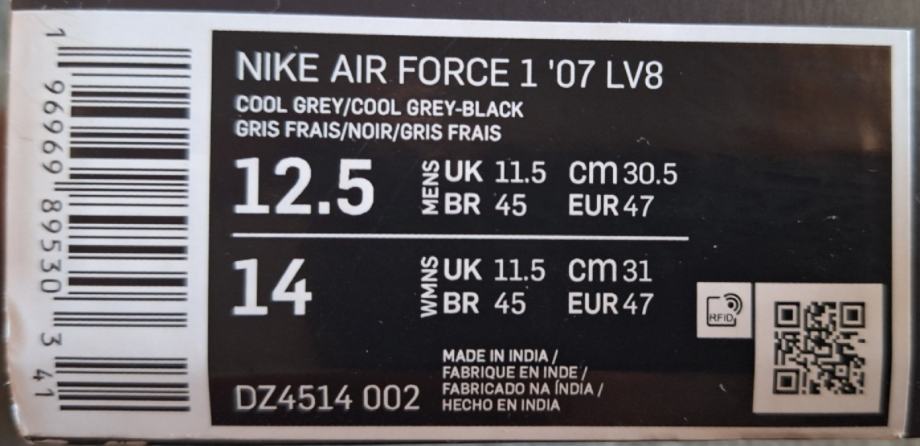 NIKE AIR FORCE 1 '07 LV8
COOL GREY/COOL GREY-BLACK
GRIS FRAIS/NOIR/GRIS FRAIS
12.5 MENS UK 11.5 cm 30.5
BR 45 EUR 47
14 WMNS UK 11.5 cm 31
BR 45 EUR 47
RFID
MADE IN INDIA /
FABRIQUE EN INDE /
FABRICADO NA ÍNDIA /
HECHO EN INDIA
DZ4514 002
1 96969 89530 3 41